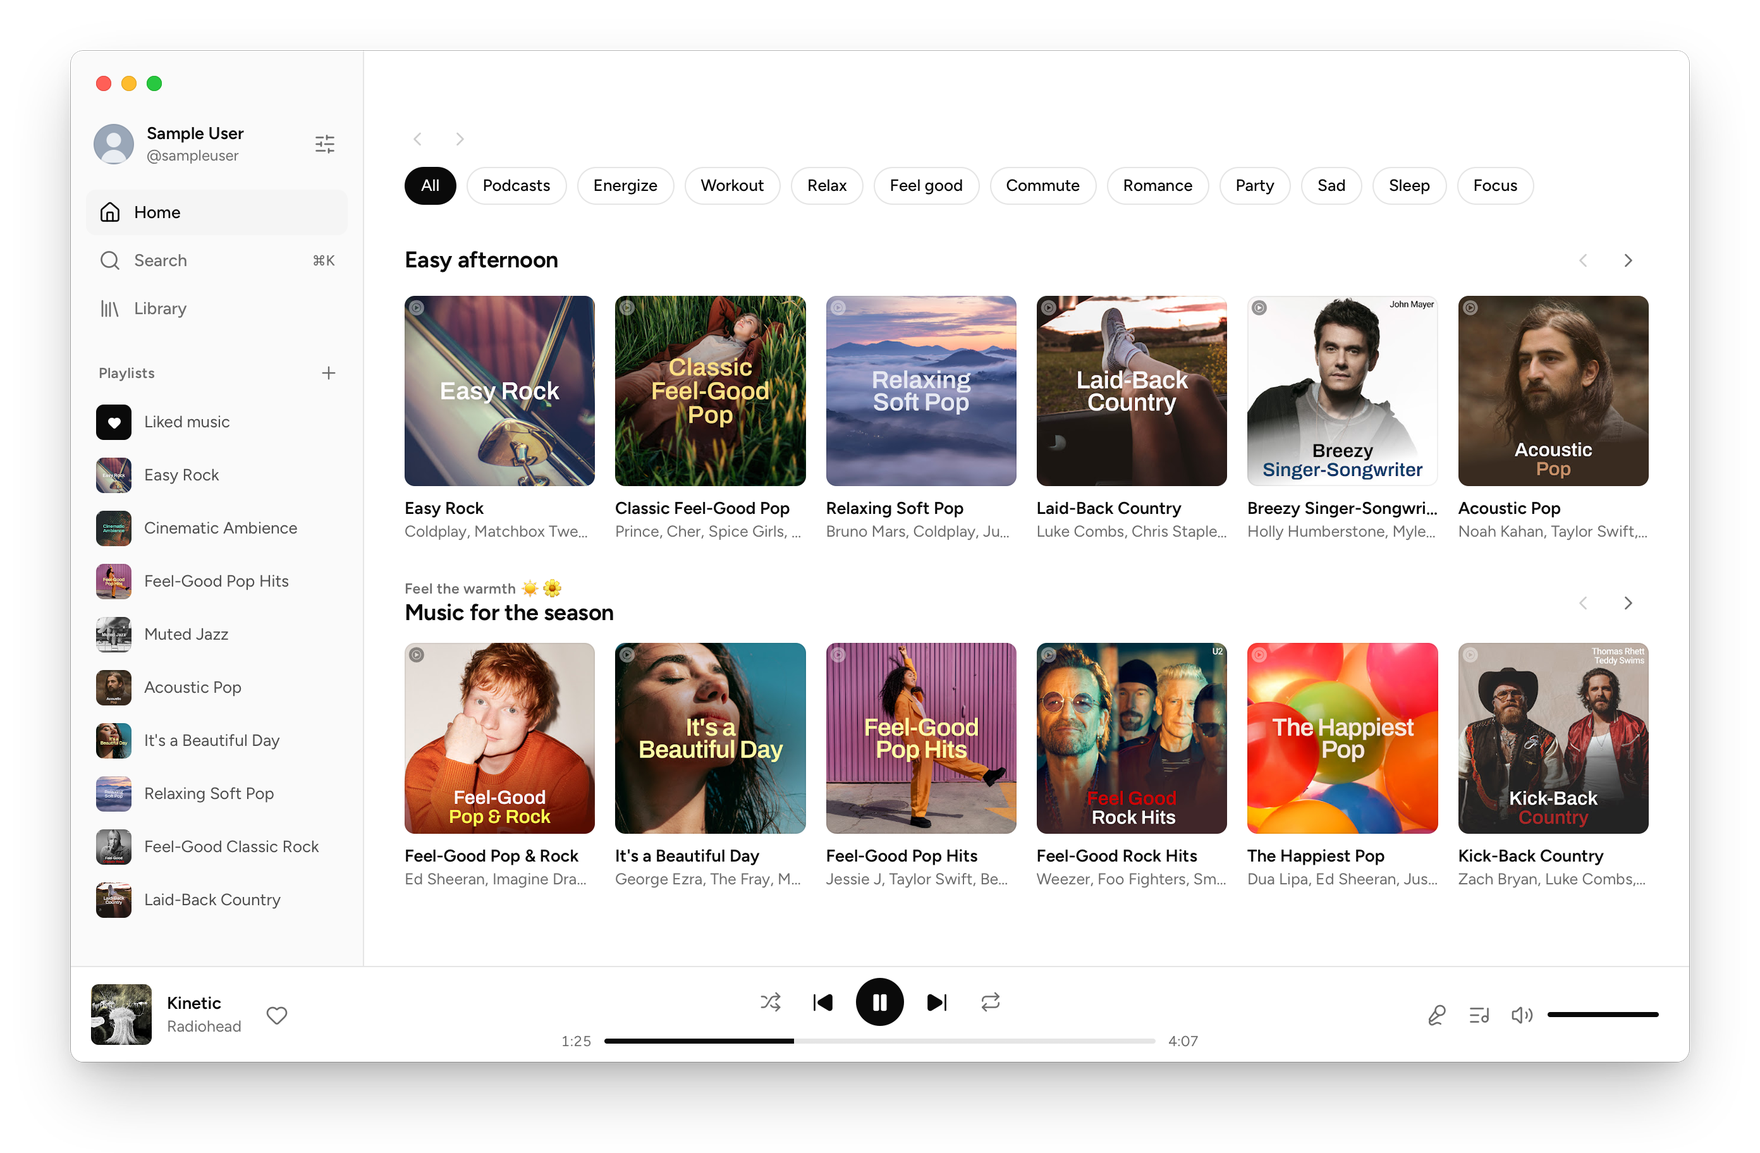 Sample User
@sampleuser
Home
Search ⌘K
Library
Playlists
Liked music
Easy Rock
Cinematic Ambience
Feel-Good Pop Hits
Muted Jazz
Acoustic Pop
It's a Beautiful Day
Relaxing Soft Pop
Feel-Good Classic Rock
Laid-Back Country
All Podcasts Energize Workout Relax Feel good Commute Romance Party Sad Sleep Focus
Easy afternoon
Easy Rock
Classic
Feel-Good
Pop
Relaxing
Soft Pop
Laid-Back
Country
John Mayer
Breezy
Singer-Songwriter
Acoustic
Pop
Easy Rock
Coldplay, Matchbox Twe...
Classic Feel-Good Pop
Prince, Cher, Spice Girls, ...
Relaxing Soft Pop
Bruno Mars, Coldplay, Ju...
Laid-Back Country
Luke Combs, Chris Staple...
Breezy Singer-Songwri...
Holly Humberstone, Myle...
Acoustic Pop
Noah Kahan, Taylor Swift,...
Feel the warmth ☀️ 🌼
Music for the season
Feel-Good
Pop & Rock
It's a
Beautiful Day
Feel-Good
Pop Hits
U2
Feel Good
Rock Hits
The Happiest
Pop
Thomas Rhett
Teddy Swims
Kick-Back
Country
Feel-Good Pop & Rock
Ed Sheeran, Imagine Dra...
It's a Beautiful Day
George Ezra, The Fray, M...
Feel-Good Pop Hits
Jessie J, Taylor Swift, Be...
Feel-Good Rock Hits
Weezer, Foo Fighters, Sm...
The Happiest Pop
Dua Lipa, Ed Sheeran, Jus...
Kick-Back Country
Zach Bryan, Luke Combs,...
Kinetic
Radiohead
1:25
4:07